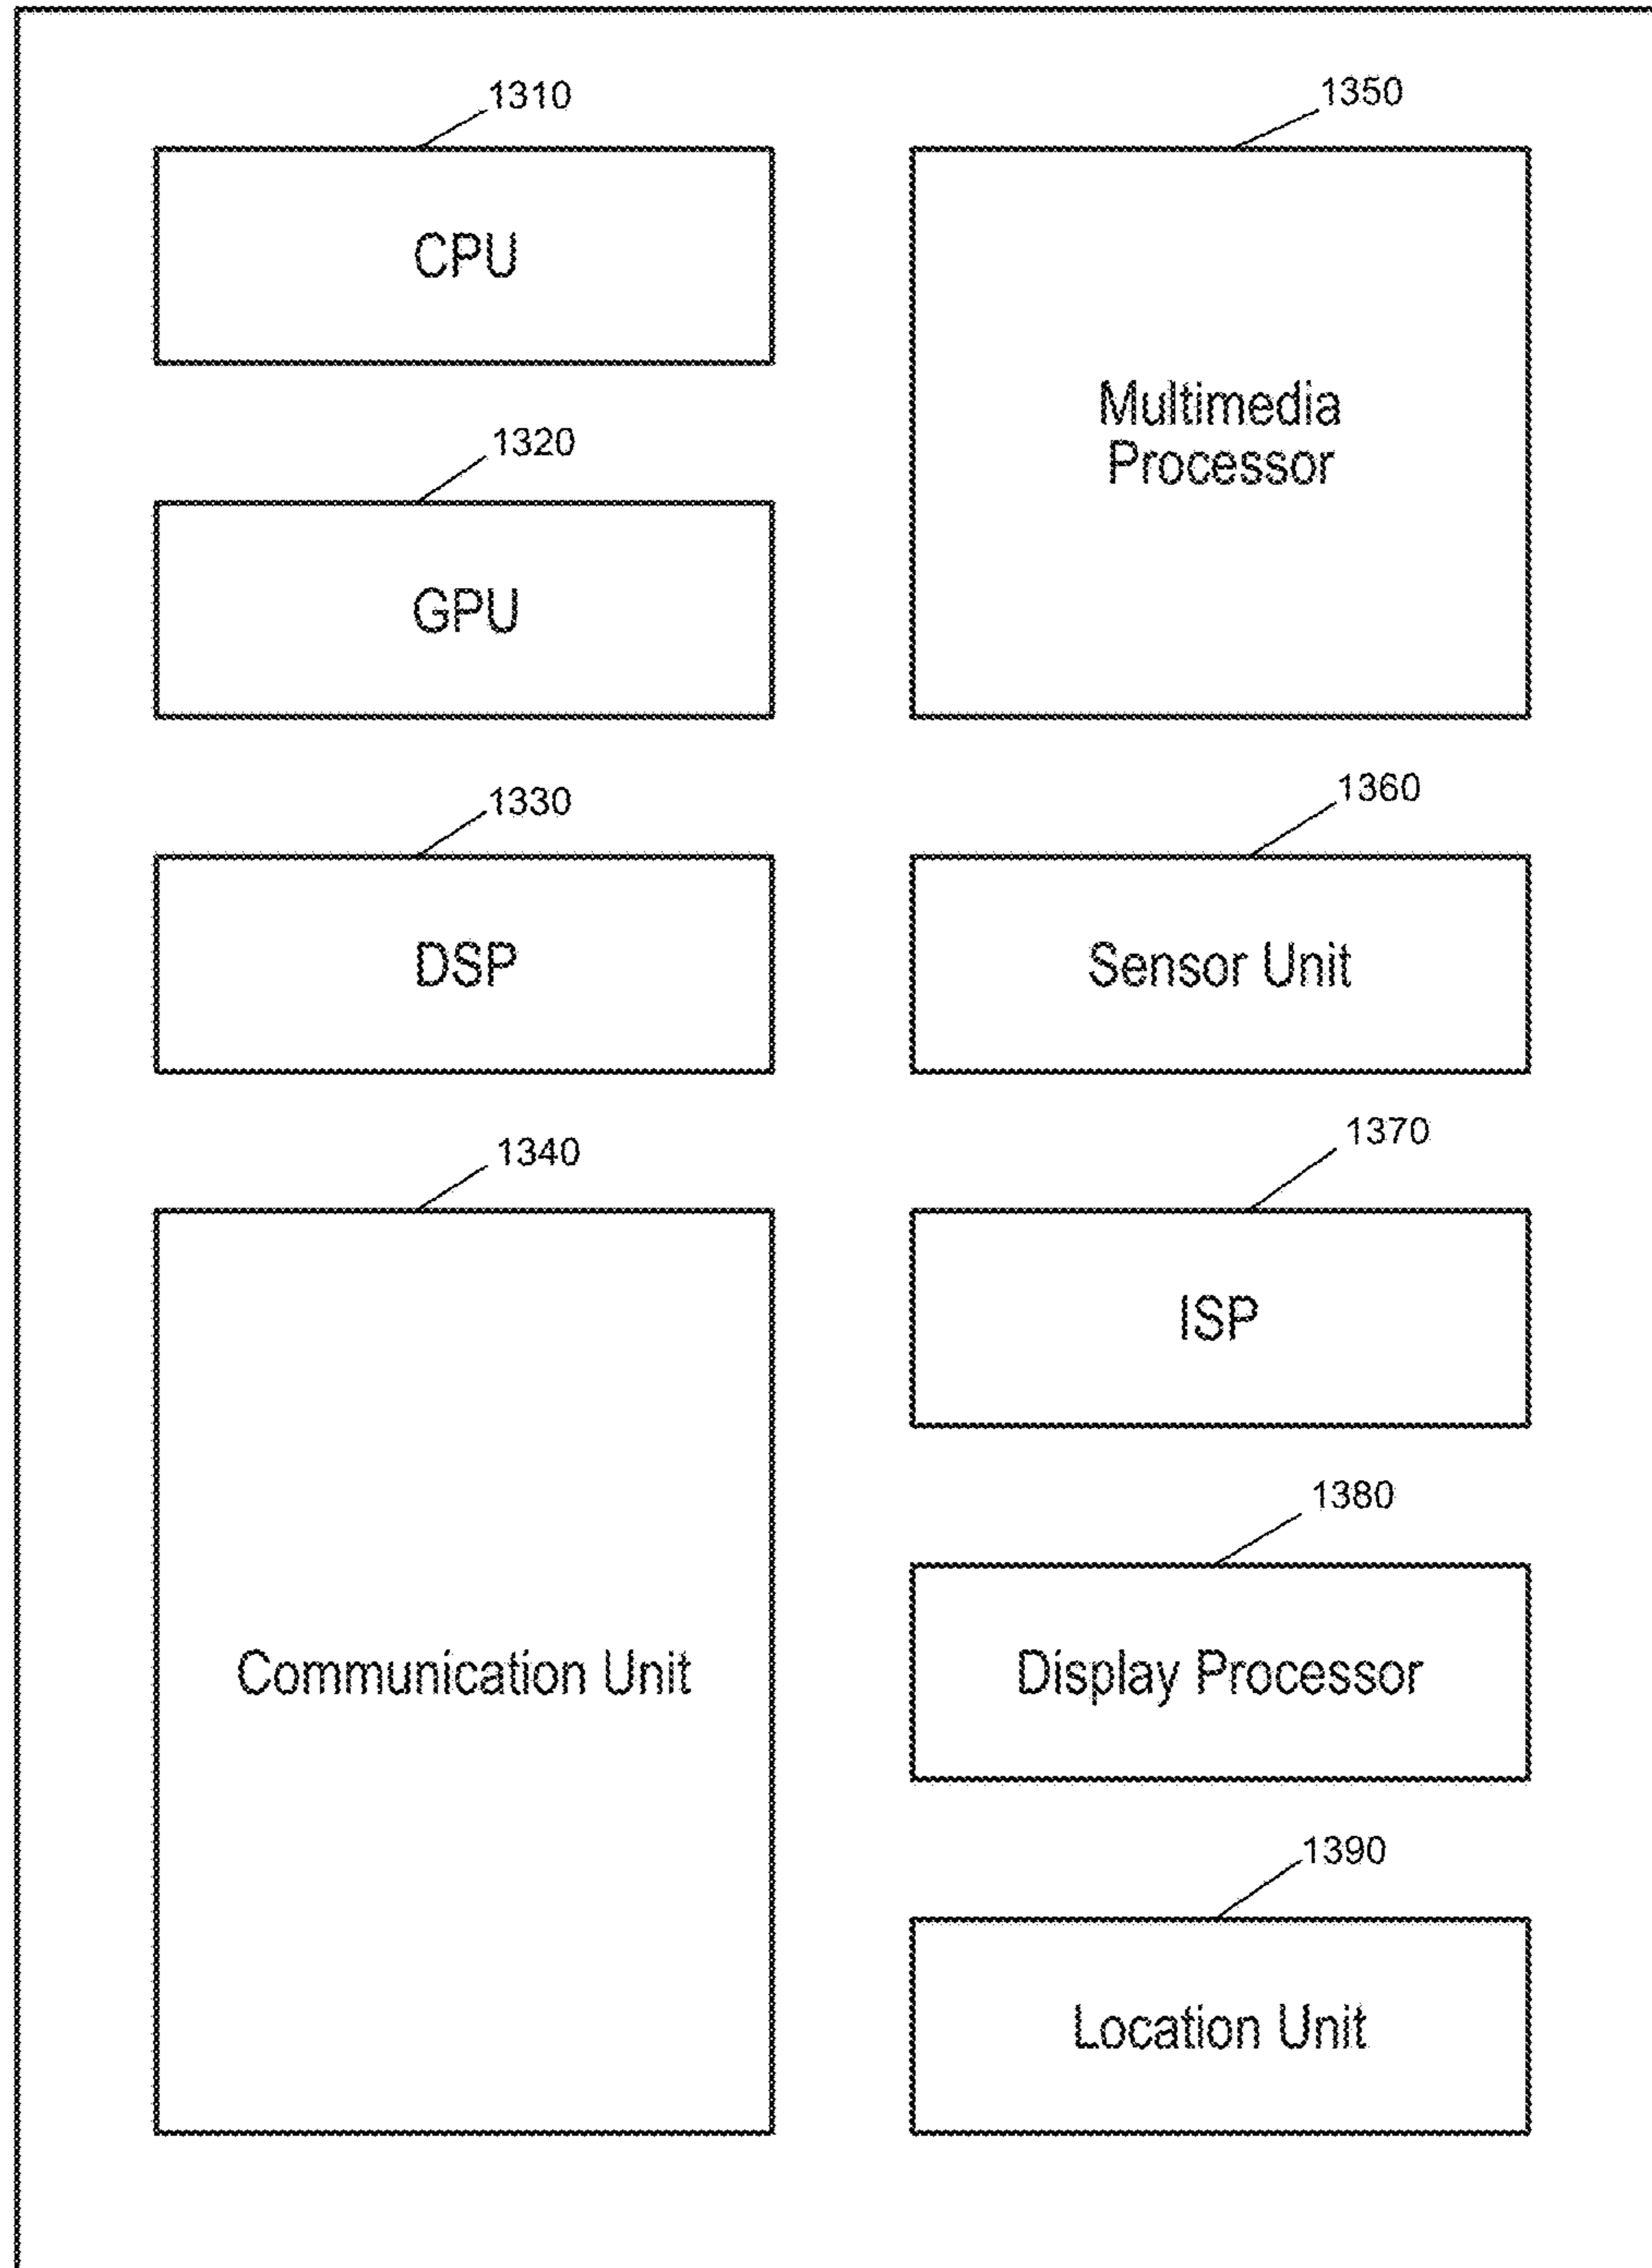 1310
CPU
1320
GPU
1330
DSP
1340
Communication Unit
1350
Multimedia
Processor
1360
Sensor Unit
1370
ISP
1380
Display Processor
1390
Location Unit